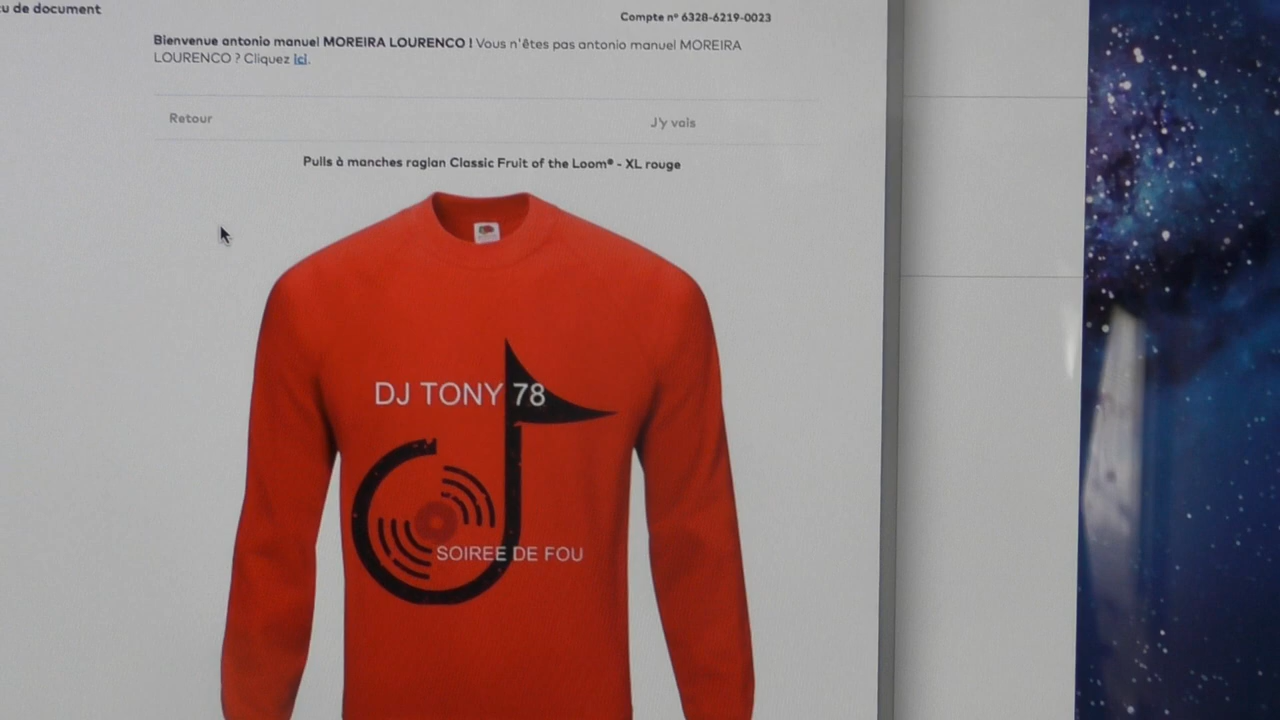 u de document
Compte nº 6328-6219-0023
Bienvenue antonio manuel MOREIRA LOURENCO ! Vous n'êtes pas antonio manuel MOREIRA
LOURENCO ? Cliquez ici.
Retour
J'y vais
Pulls à manches raglan Classic Fruit of the Loom® - XL rouge
DJ TONY 78
SOIREE DE FOU